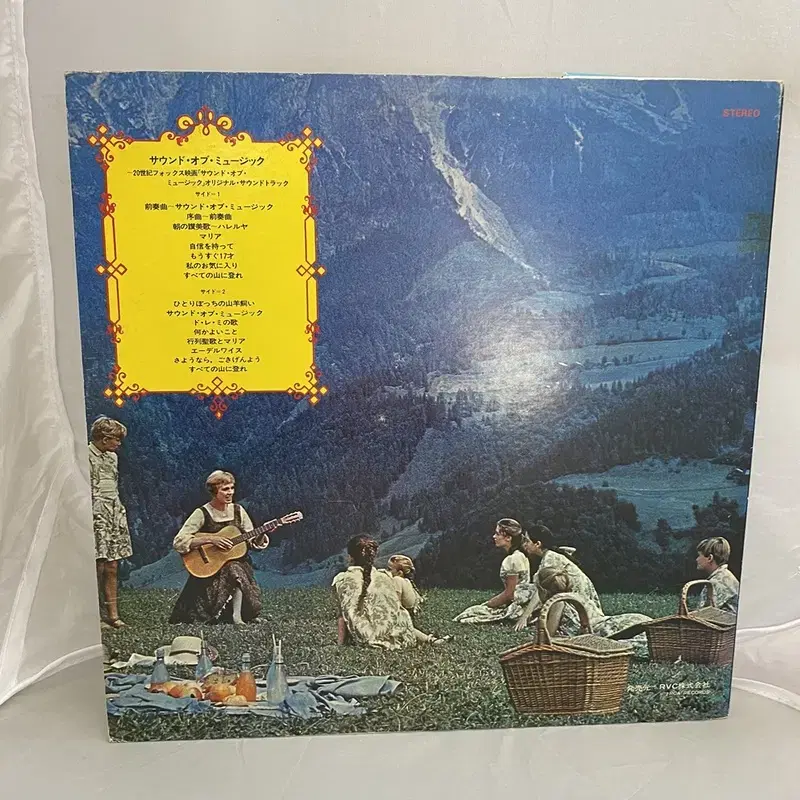 STEREO
サウンド・オブ・ミュージック
～20世紀フォックス映画「サウンド・オブ・
ミュージック」オリジナル・サウンドトラック
サイド－1
前奏曲～サウンド・オブ・ミュージック
序曲～前奏曲
朝の讃美歌～ハレルヤ
マリア
自信を持って
もうすぐ17才
私のお気に入り
すべての山に登れ
サイド－2
ひとりぼっちの山羊飼い
サウンド・オブ・ミュージック
ド・レ・ミの歌
何かよいこと
行列聖歌とマリア
エーデルワイス
さようなら，ごきげんよう
すべての山に登れ
発売元 RVC株式会社
RECORDS